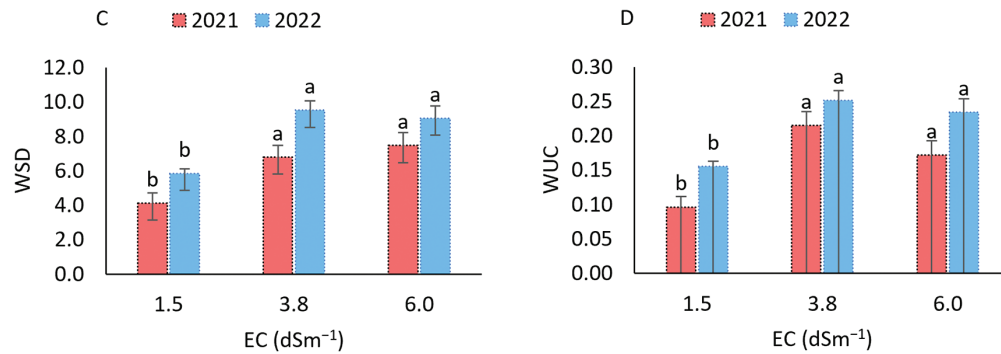 C
2021 2022
WSD
12.0
10.0
8.0
6.0
4.0
2.0
0.0
b b a a a a
1.5 3.8 6.0
EC (dSm⁻¹)
D
2021 2022
WUC
0.30
0.25
0.20
0.15
0.10
0.05
0.00
b b a a a a
1.5 3.8 6.0
EC (dSm⁻¹)